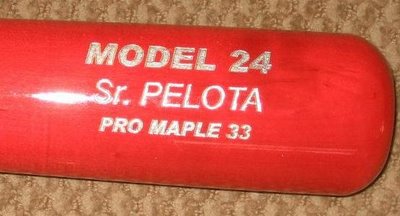 MODEL 24
Sr. PELOTA
PRO MAPLE 33